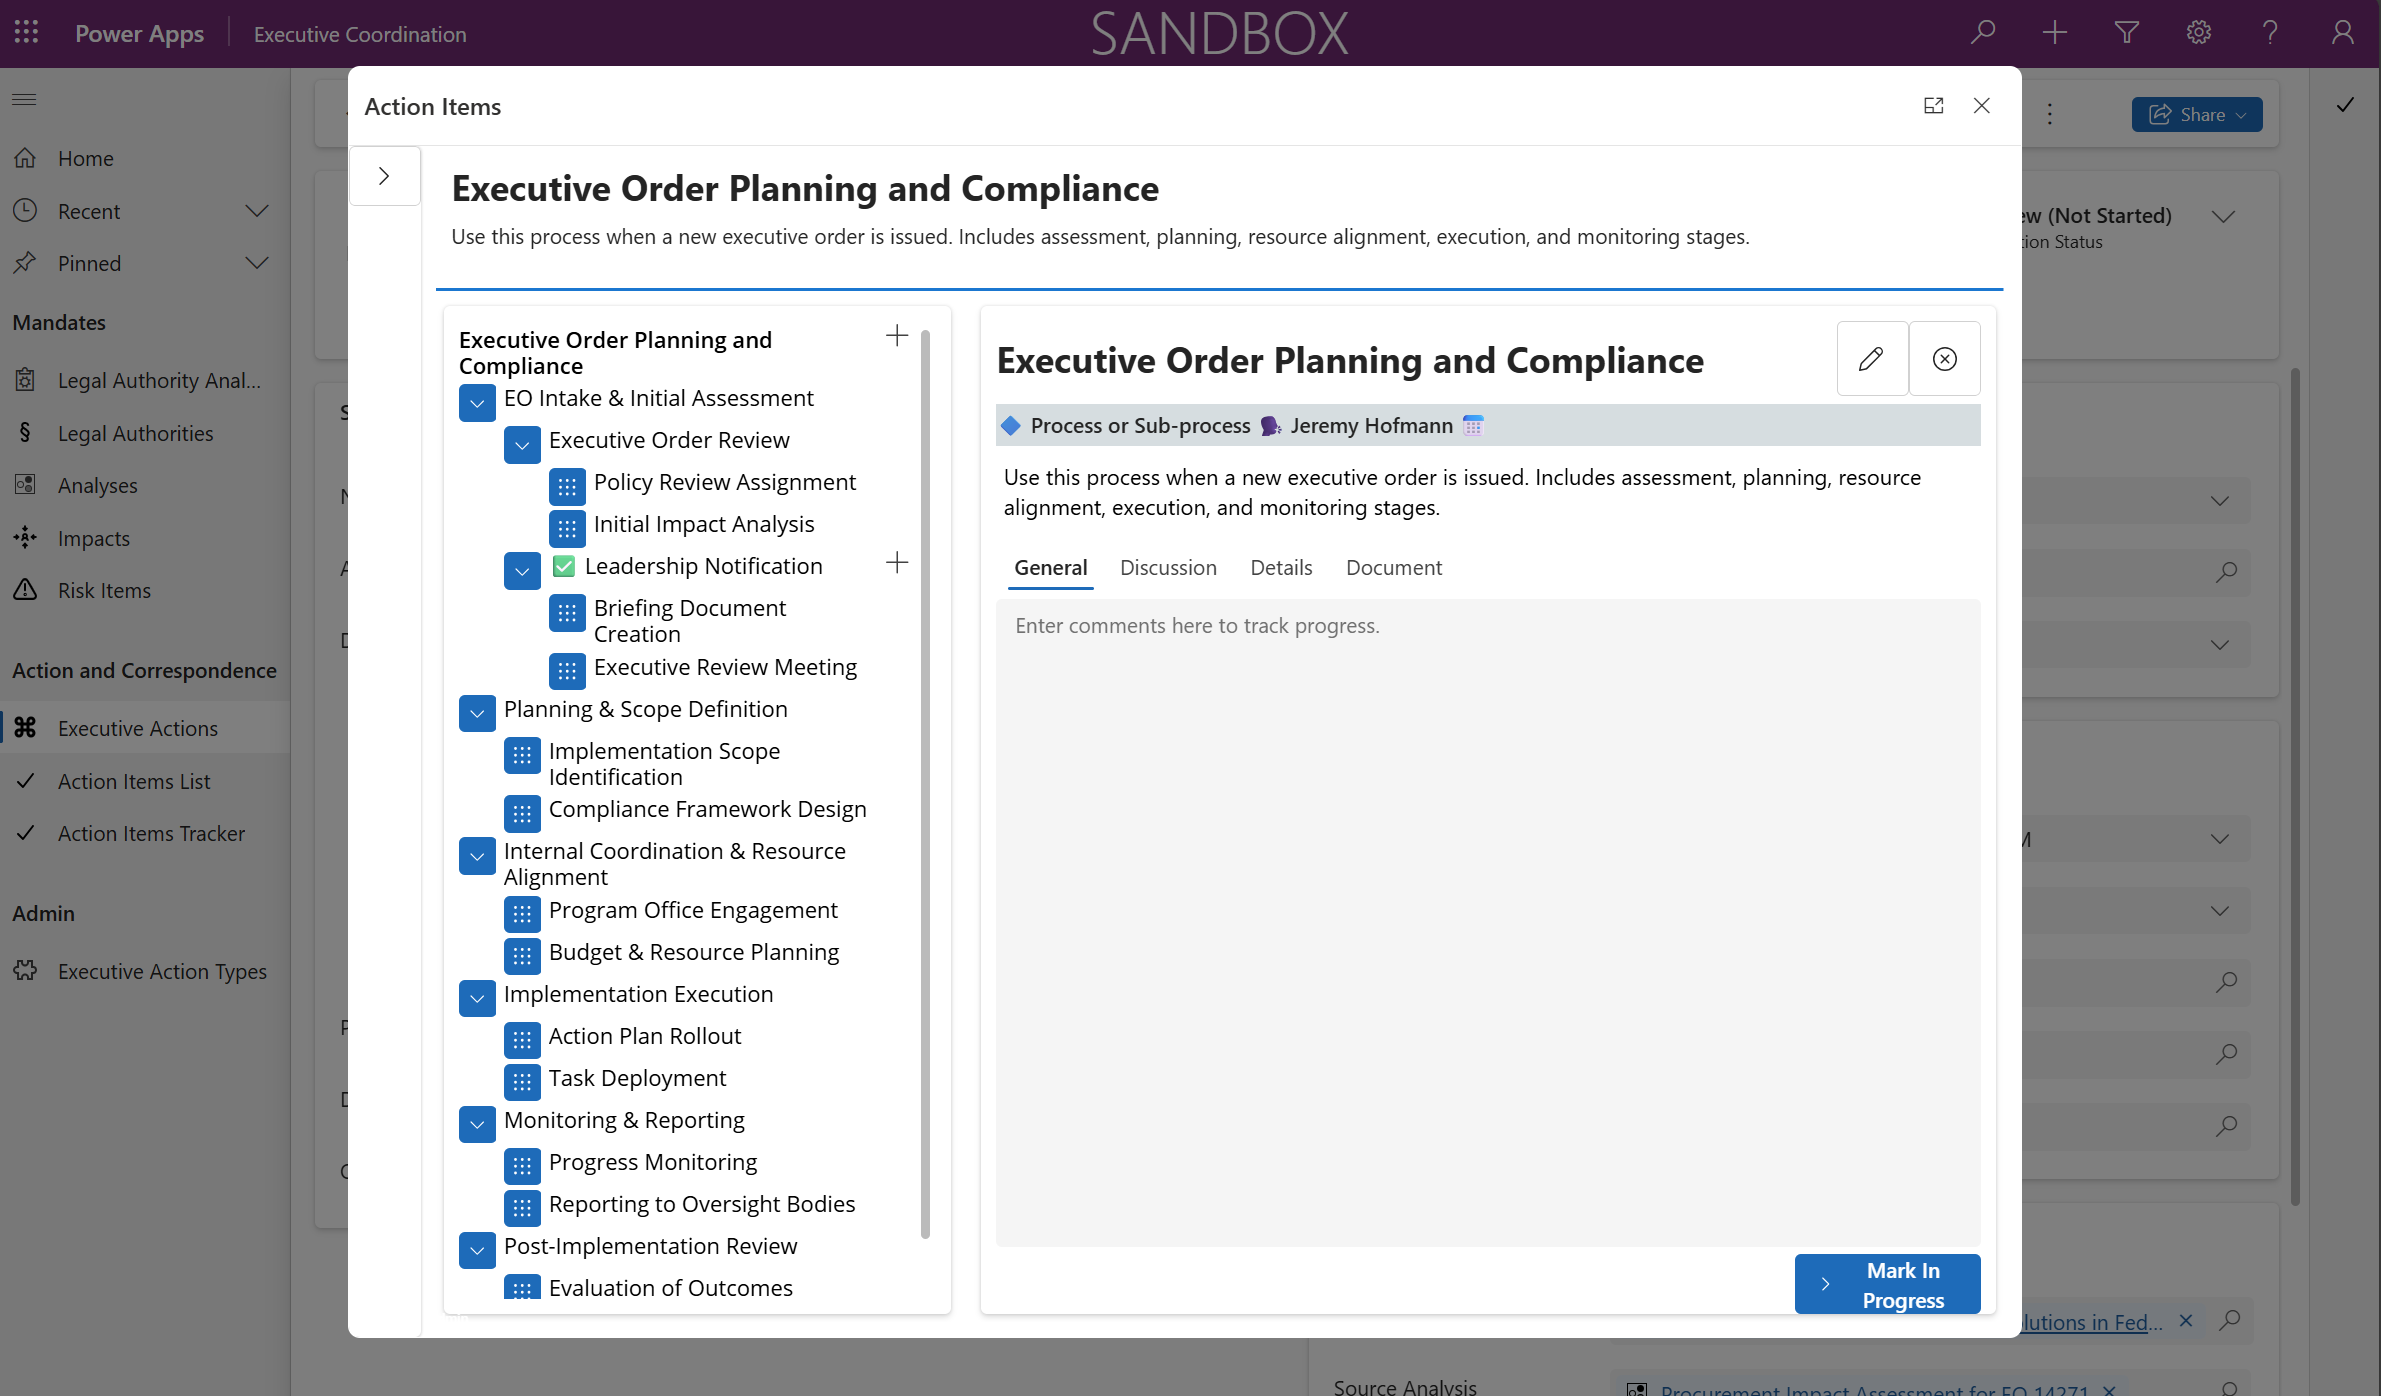 Power Apps
Executive Coordination
SANDBOX
Home
Recent
Pinned
Mandates
Legal Authority Anal...
Legal Authorities
Analyses
Impacts
Risk Items
Action and Correspondence
Executive Actions
Action Items List
Action Items Tracker
Admin
Executive Action Types
Share
ew (Not Started)
tion Status
Action Items
Executive Order Planning and Compliance
Use this process when a new executive order is issued. Includes assessment, planning, resource alignment, execution, and monitoring stages.
Executive Order Planning and
Compliance
EO Intake & Initial Assessment
Executive Order Review
Policy Review Assignment
Initial Impact Analysis
Leadership Notification
Briefing Document
Creation
Executive Review Meeting
Planning & Scope Definition
Implementation Scope
Identification
Compliance Framework Design
Internal Coordination & Resource
Alignment
Program Office Engagement
Budget & Resource Planning
Implementation Execution
Action Plan Rollout
Task Deployment
Monitoring & Reporting
Progress Monitoring
Reporting to Oversight Bodies
Post-Implementation Review
Evaluation of Outcomes
Executive Order Planning and Compliance
Process or Sub-process Jeremy Hofmann
Use this process when a new executive order is issued. Includes assessment, planning, resource
alignment, execution, and monitoring stages.
General Discussion Details Document
Enter comments here to track progress.
Mark In
Progress
lutions in Fed...
Source Analysis
Procurement Impact Assessment for EO 14271